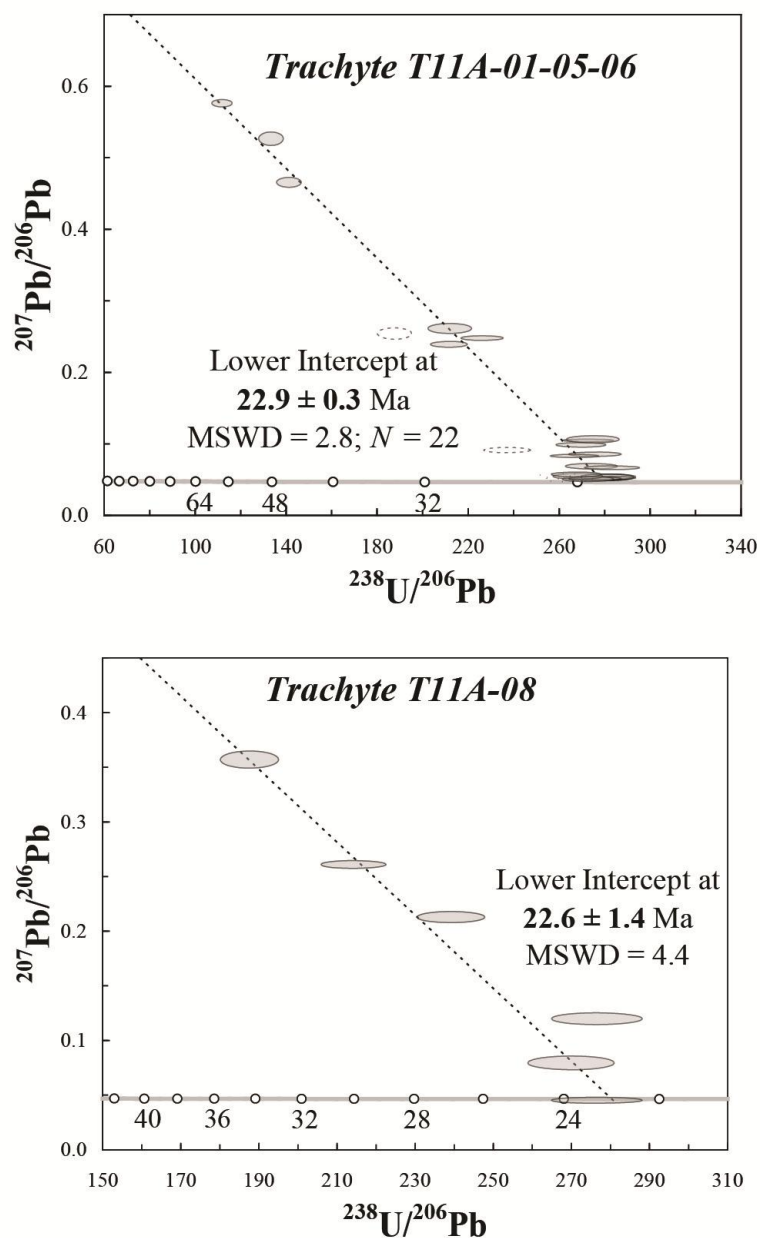 Trachyte T11A-01-05-06
0.6
0.4
0.2
0.0
207Pb/206Pb
Lower Intercept at
22.9 ± 0.3 Ma
MSWD = 2.8; N = 22
64 48 32
60 100 140 180 220 260 300 340
238U/206Pb
Trachyte T11A-08
0.4
0.3
0.2
0.1
0.0
207Pb/206Pb
Lower Intercept at
22.6 ± 1.4 Ma
MSWD = 4.4
40 36 32 28 24
150 170 190 210 230 250 270 290 310
238U/206Pb